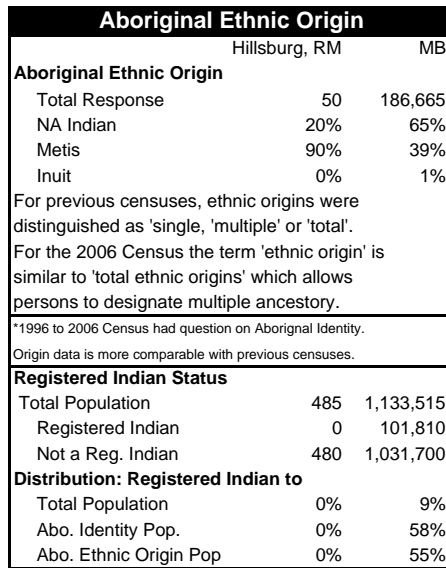 Aboriginal Ethnic Origin
Hillsburg, RM MB
Aboriginal Ethnic Origin
Total Response 50 186,665
NA Indian 20% 65%
Metis 90% 39%
Inuit 0% 1%
For previous censuses, ethnic origins were
distinguished as 'single, 'multiple' or 'total'.
For the 2006 Census the term 'ethnic origin' is
similar to 'total ethnic origins' which allows
persons to designate multiple ancestory.
*1996 to 2006 Census had question on Aborignal Identity.
Origin data is more comparable with previous censuses.
Registered Indian Status
Total Population 485 1,133,515
Registered Indian 0 101,810
Not a Reg. Indian 480 1,031,700
Distribution: Registered Indian to
Total Population 0% 9%
Abo. Identity Pop. 0% 58%
Abo. Ethnic Origin Pop 0% 55%